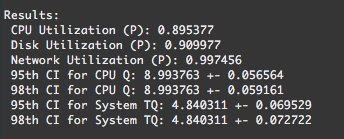 Results:
CPU Utilization (P): 0.895377
Disk Utilization (P): 0.909977
Network Utilization (P): 0.997456
95th CI for CPU Q: 8.993763 +- 0.056564
98th CI for CPU Q: 8.993763 +- 0.059161
95th CI for System TQ: 4.840311 +- 0.069529
98th CI for System TQ: 4.840311 +- 0.072722